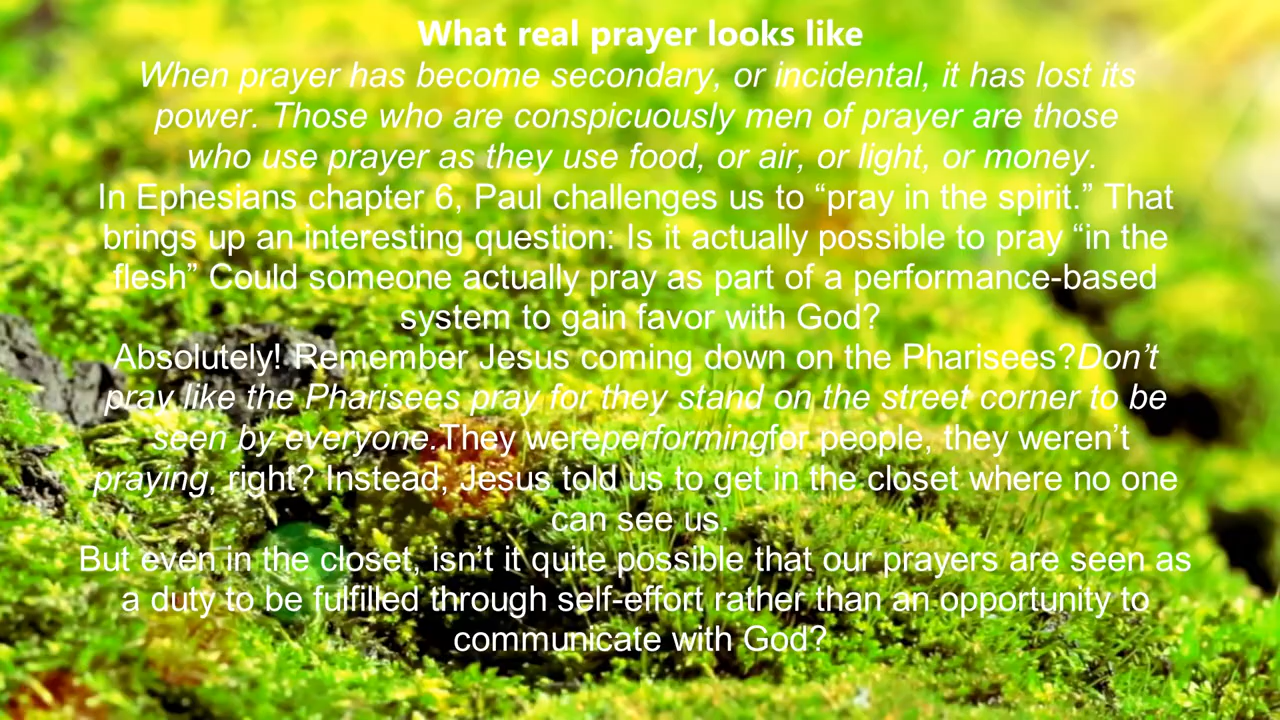 What real prayer looks like
When prayer has become secondary, or incidental, it has lost its
power. Those who are conspicuously men of prayer are those
who use prayer as they use food, or air, or light, or money.
In Ephesians chapter 6, Paul challenges us to “pray in the spirit.” That
brings up an interesting question: Is it actually possible to pray “in the
flesh” Could someone actually pray as part of a performance-based
system to gain favor with God?
Absolutely! Remember Jesus coming down on the Pharisees?Don’t
pray like the Pharisees pray for they stand on the street corner to be
seen by everyone.They wereperformingfor people, they weren’t
praying, right? Instead, Jesus told us to get in the closet where no one
can see us.
But even in the closet, isn’t it quite possible that our prayers are seen as
a duty to be fulfilled through self-effort rather than an opportunity to
communicate with God?